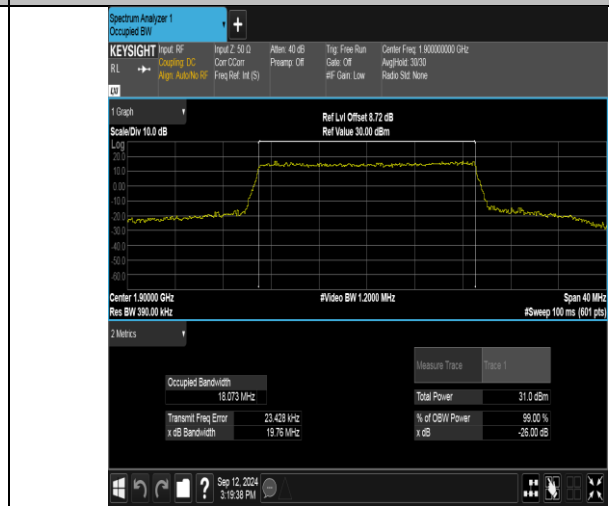 Spectrum Analyzer 1
Occupied BW
+
KEYSIGHT Input: RF Input Z: 50 Ω Atten: 40 dB Trig: Free Run Center Freq: 1.900000000 GHz
RL Coupling: DC Corr CCorr Preamp: Off Gate: Off Avg|Hold: 30/30
Align: Auto/No RF Freq Ref: Int (S) #IF Gain: Low Radio Std: None
LXI
1 Graph Ref Lvl Offset 8.72 dB
Scale/Div 10.0 dB Ref Value 30.00 dBm
Log
20.0
10.0
0.00
-10.0
-20.0
-30.0
-40.0
-50.0
-60.0
Center 1.90000 GHz #Video BW 1.2000 MHz Span 40 MHz
Res BW 390.00 kHz #Sweep 100 ms (601 pts)
2 Metrics
Measure Trace Trace 1
Occupied Bandwidth
18.073 MHz Total Power 31.0 dBm
Transmit Freq Error 23.428 kHz % of OBW Power 99.00 %
x dB Bandwidth 19.76 MHz x dB -26.00 dB
? Sep 12, 2024
3:19:38 PM